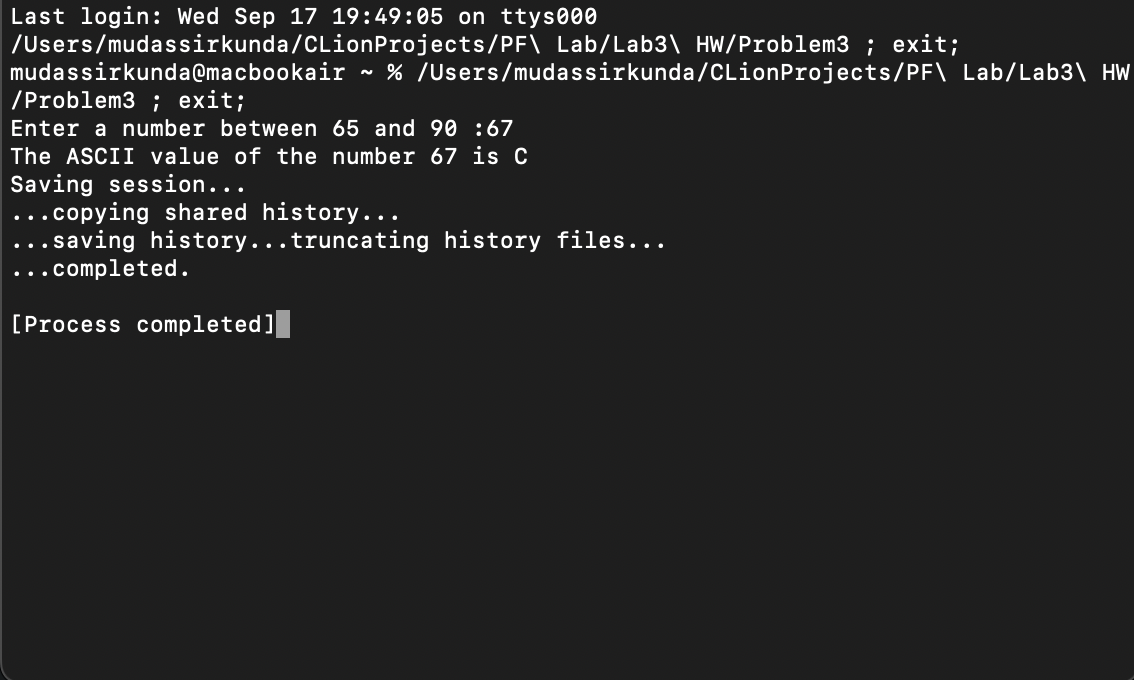 Last login: Wed Sep 17 19:49:05 on ttys000
/Users/mudassirkunda/CLionProjects/PF\ Lab/Lab3\ HW/Problem3 ; exit;
mudassirkunda@macbookair ~ % /Users/mudassirkunda/CLionProjects/PF\ Lab/Lab3\ HW
/Problem3 ; exit;
Enter a number between 65 and 90 :67
The ASCII value of the number 67 is C
Saving session...
...copying shared history...
...saving history...truncating history files...
...completed.

[Process completed]